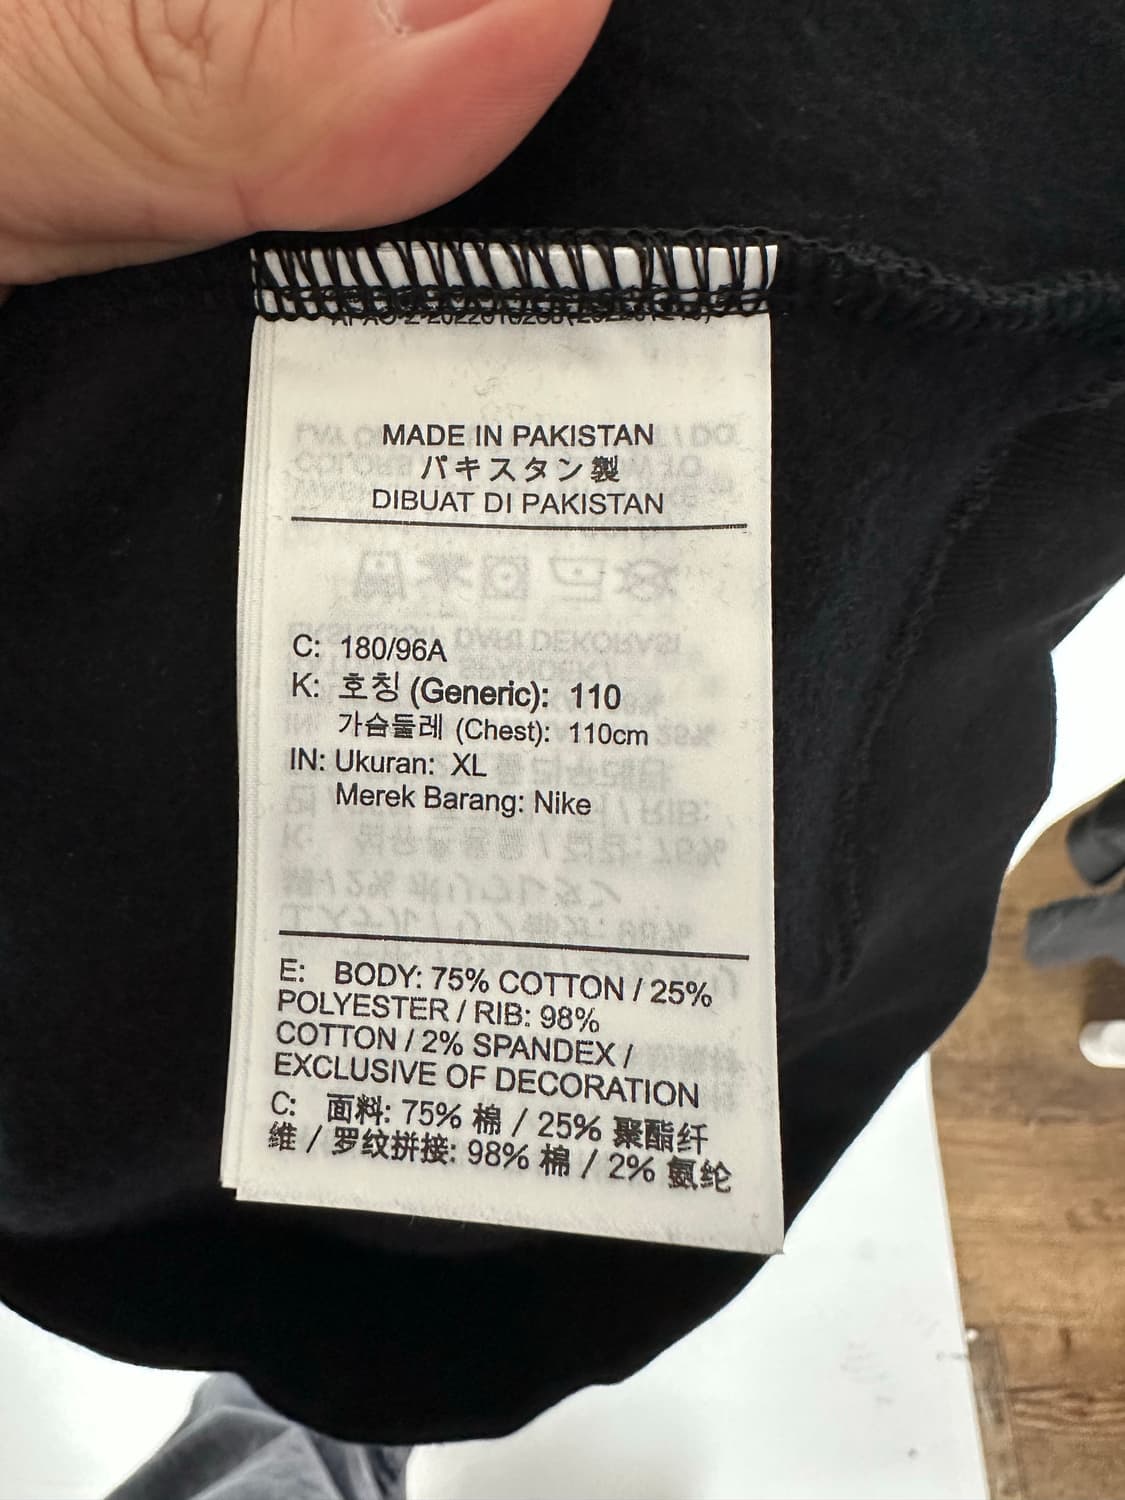 MADE IN PAKISTAN
パキスタン製
DIBUAT DI PAKISTAN
C: 180/96A
K: 호칭 (Generic): 110
가슴둘레 (Chest): 110cm
IN: Ukuran: XL
Merek Barang: Nike
E: BODY: 75% COTTON / 25%
POLYESTER / RIB: 98%
COTTON / 2% SPANDEX /
EXCLUSIVE OF DECORATION
C: 面料: 75% 棉 / 25% 聚酯纤
维 / 罗纹拼接: 98% 棉 / 2% 氨纶